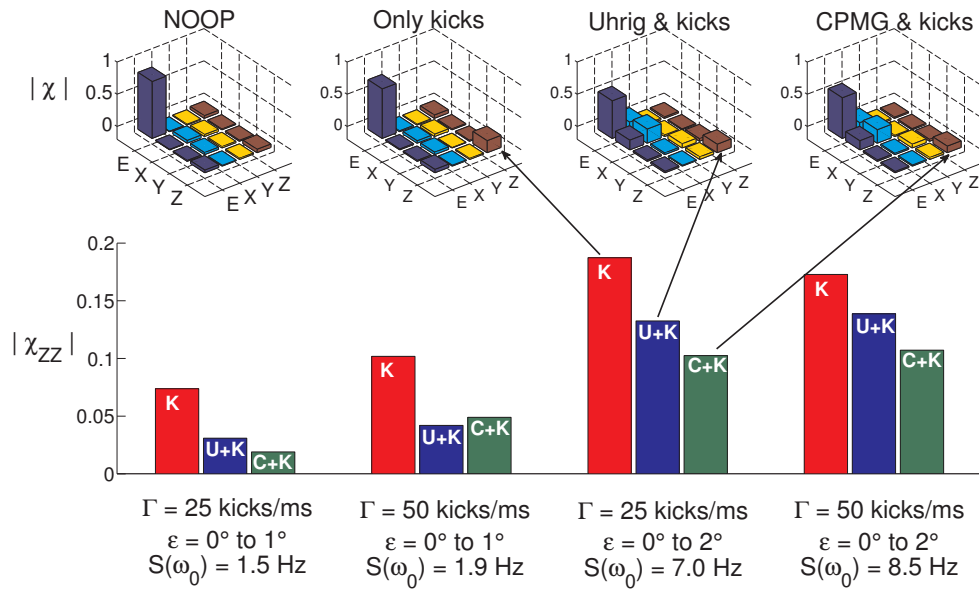 NOOP Only kicks Uhrig & kicks CPMG & kicks
| χ |
1 1 1 1
0.5 0.5 0.5 0.5
0 0 0 0
E X Y Z E X Y Z
E X Y Z E X Y Z
E X Y Z E X Y Z
E X Y Z E X Y Z
| χZZ |
0.2
0.15
0.1
0.05
0
K U+K C+K
K U+K C+K
K U+K C+K
K U+K C+K
Γ = 25 kicks/ms
ε = 0° to 1°
S(ω0) = 1.5 Hz
Γ = 50 kicks/ms
ε = 0° to 1°
S(ω0) = 1.9 Hz
Γ = 25 kicks/ms
ε = 0° to 2°
S(ω0) = 7.0 Hz
Γ = 50 kicks/ms
ε = 0° to 2°
S(ω0) = 8.5 Hz